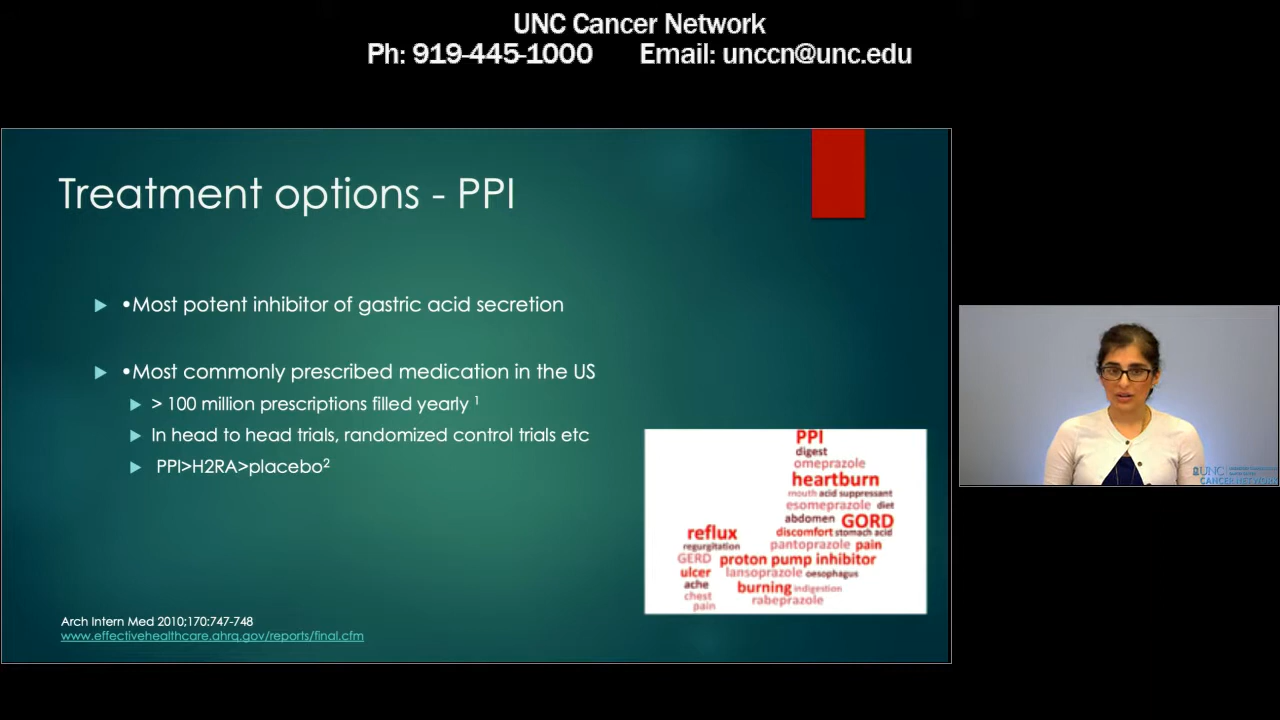 UNC Cancer Network
Ph: 919-445-1000 Email: unccn@unc.edu
Treatment options - PPI
•Most potent inhibitor of gastric acid secretion
•Most commonly prescribed medication in the US
> 100 million prescriptions filled yearly ¹
In head to head trials, randomized control trials etc
PPI>H2RA>placebo²
PPI
digest
omeprazole
heartburn
mouth acid suppressant
esomeprazole diet
abdomen GORD
reflux discomfort stomach acid
regurgitation pantoprazole pain
GERD proton pump inhibitor
ulcer lansoprazole oesophagus
ache burning indigestion
chest rabeprazole
pain
Arch Intern Med 2010;170:747-748
www.effectivehealthcare.ahrq.gov/reports/final.cfm
UNC
CANCER NETWORK